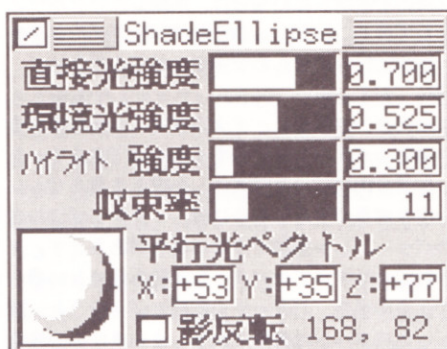 ShadeEllipse
直接光強度 0.700
環境光強度 0.525
ハイライト 強度 0.300
収束率 11
平行光ベクトル
X:+53 Y:+35 Z:+77
影反転 168, 82